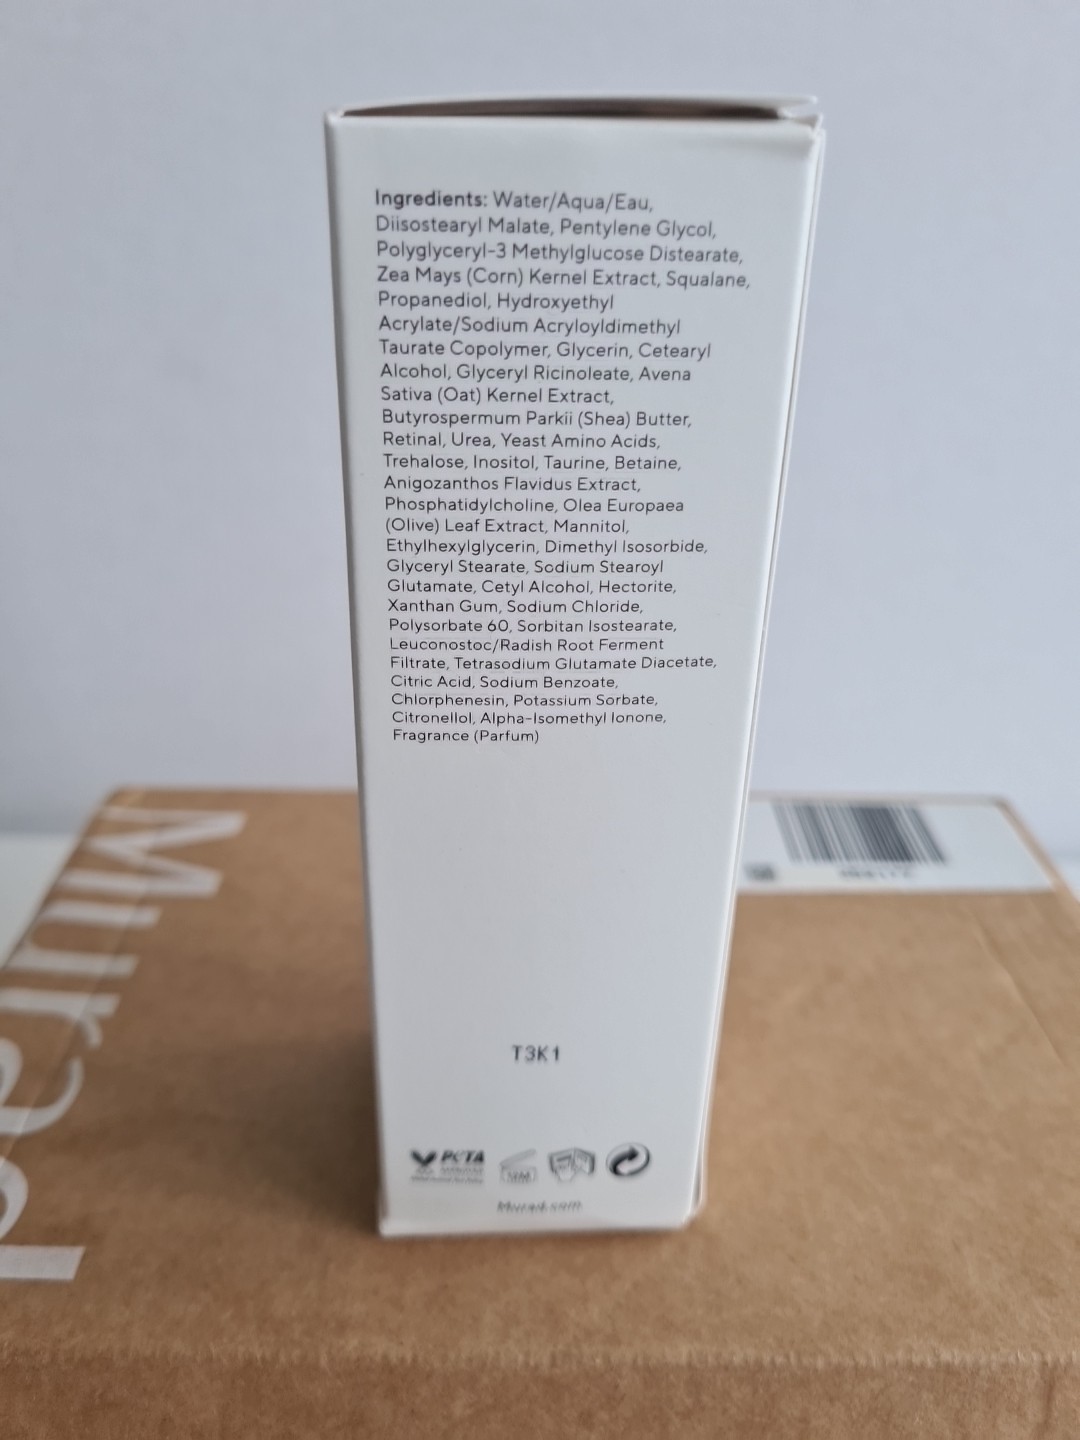 Ingredients: Water/Aqua/Eau,
Diisostearyl Malate, Pentylene Glycol,
Polyglyceryl-3 Methylglucose Distearate,
Zea Mays (Corn) Kernel Extract, Squalane,
Propanediol, Hydroxyethyl
Acrylate/Sodium Acryloyldimethyl
Taurate Copolymer, Glycerin, Cetearyl
Alcohol, Glyceryl Ricinoleate, Avena
Sativa (Oat) Kernel Extract,
Butyrospermum Parkii (Shea) Butter,
Retinal, Urea, Yeast Amino Acids,
Trehalose, Inositol, Taurine, Betaine,
Anigozanthos Flavidus Extract,
Phosphatidylcholine, Olea Europaea
(Olive) Leaf Extract, Mannitol,
Ethylhexylglycerin, Dimethyl Isosorbide,
Glyceryl Stearate, Sodium Stearoyl
Glutamate, Cetyl Alcohol, Hectorite,
Xanthan Gum, Sodium Chloride,
Polysorbate 60, Sorbitan Isostearate,
Leuconostoc/Radish Root Ferment
Filtrate, Tetrasodium Glutamate Diacetate,
Citric Acid, Sodium Benzoate,
Chlorphenesin, Potassium Sorbate,
Citronellol, Alpha-Isomethyl Ionone,
Fragrance (Parfum)
T3K1
PETA
Murad.com
Murad